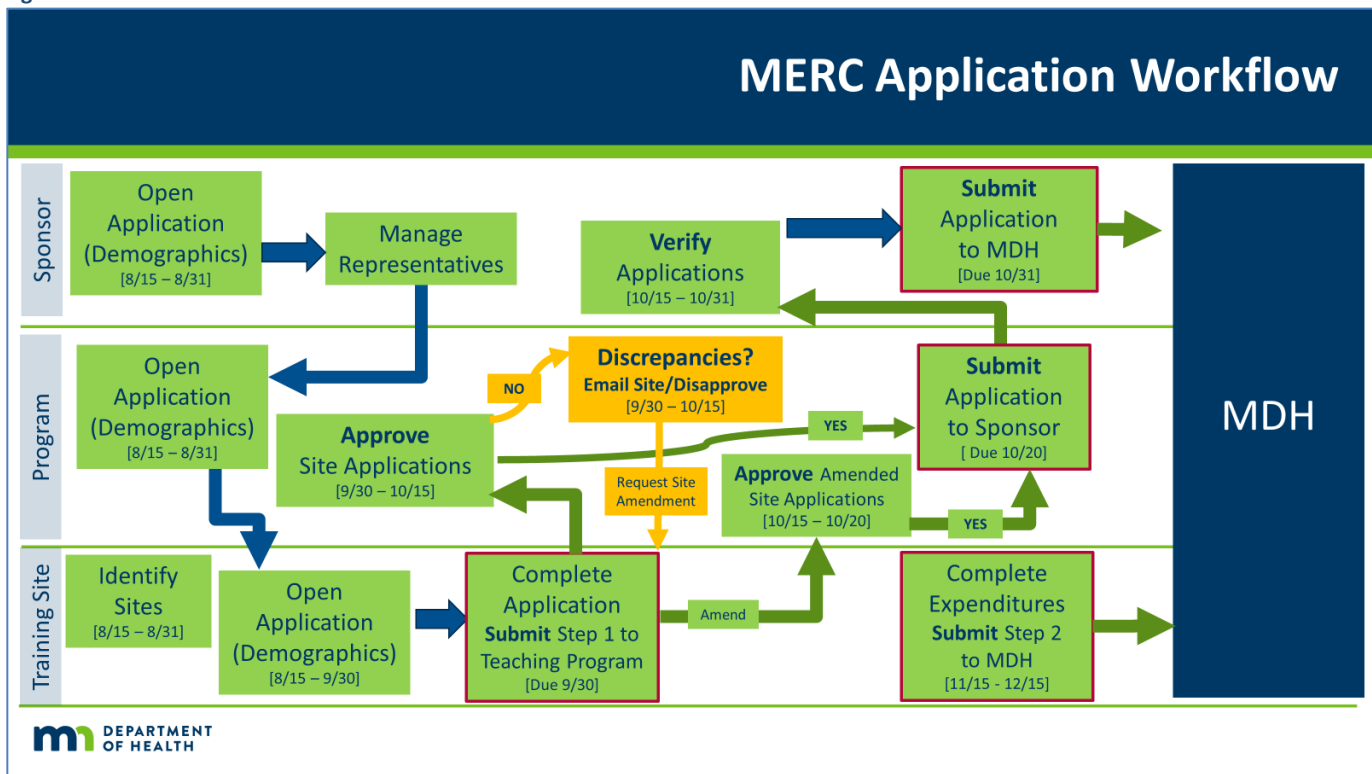 MERC Application Workflow
Sponsor
Open
Application
(Demographics)
[8/15 – 8/31]
Manage
Representatives
Verify
Applications
[10/15 – 10/31]
Submit
Application
to MDH
[Due 10/31]
MDH
Program
Open
Application
(Demographics)
[8/15 – 8/31]
Approve
Site Applications
[9/30 – 10/15]
NO
Discrepancies?
Email Site/Disapprove
[9/30 – 10/15]
Request Site
Amendment
YES
Approve Amended
Site Applications
[10/15 – 10/20]
YES
Submit
Application
to Sponsor
[ Due 10/20]
Training Site
Identify
Sites
[8/15 – 8/31]
Open
Application
(Demographics)
[8/15 – 9/30]
Complete
Application
Submit Step 1 to
Teaching Program
[Due 9/30]
Amend
Complete
Expenditures
Submit Step 2
to MDH
[11/15 - 12/15]
mn DEPARTMENT
OF HEALTH